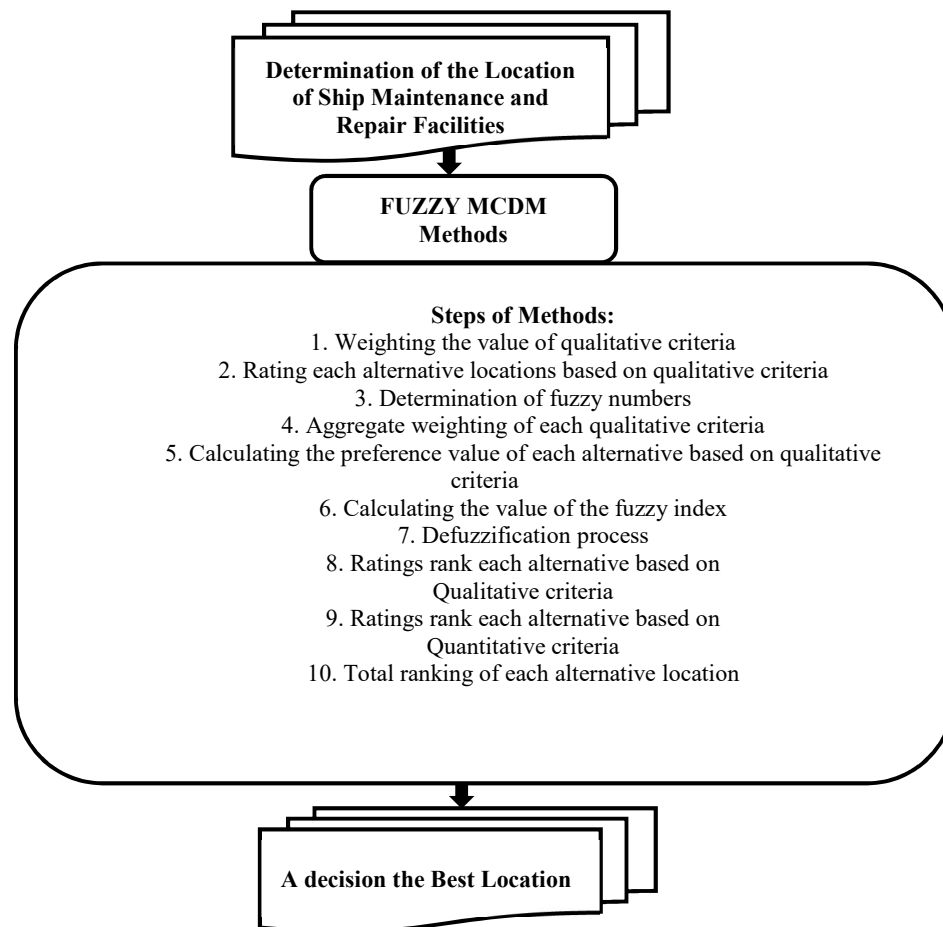 Determination of the Location
of Ship Maintenance and
Repair Facilities
FUZZY MCDM
Methods
Steps of Methods:
1. Weighting the value of qualitative criteria
2. Rating each alternative locations based on qualitative criteria
3. Determination of fuzzy numbers
4. Aggregate weighting of each qualitative criteria
5. Calculating the preference value of each alternative based on qualitative
criteria
6. Calculating the value of the fuzzy index
7. Defuzzification process
8. Ratings rank each alternative based on
Qualitative criteria
9. Ratings rank each alternative based on
Quantitative criteria
10. Total ranking of each alternative location
A decision the Best Location